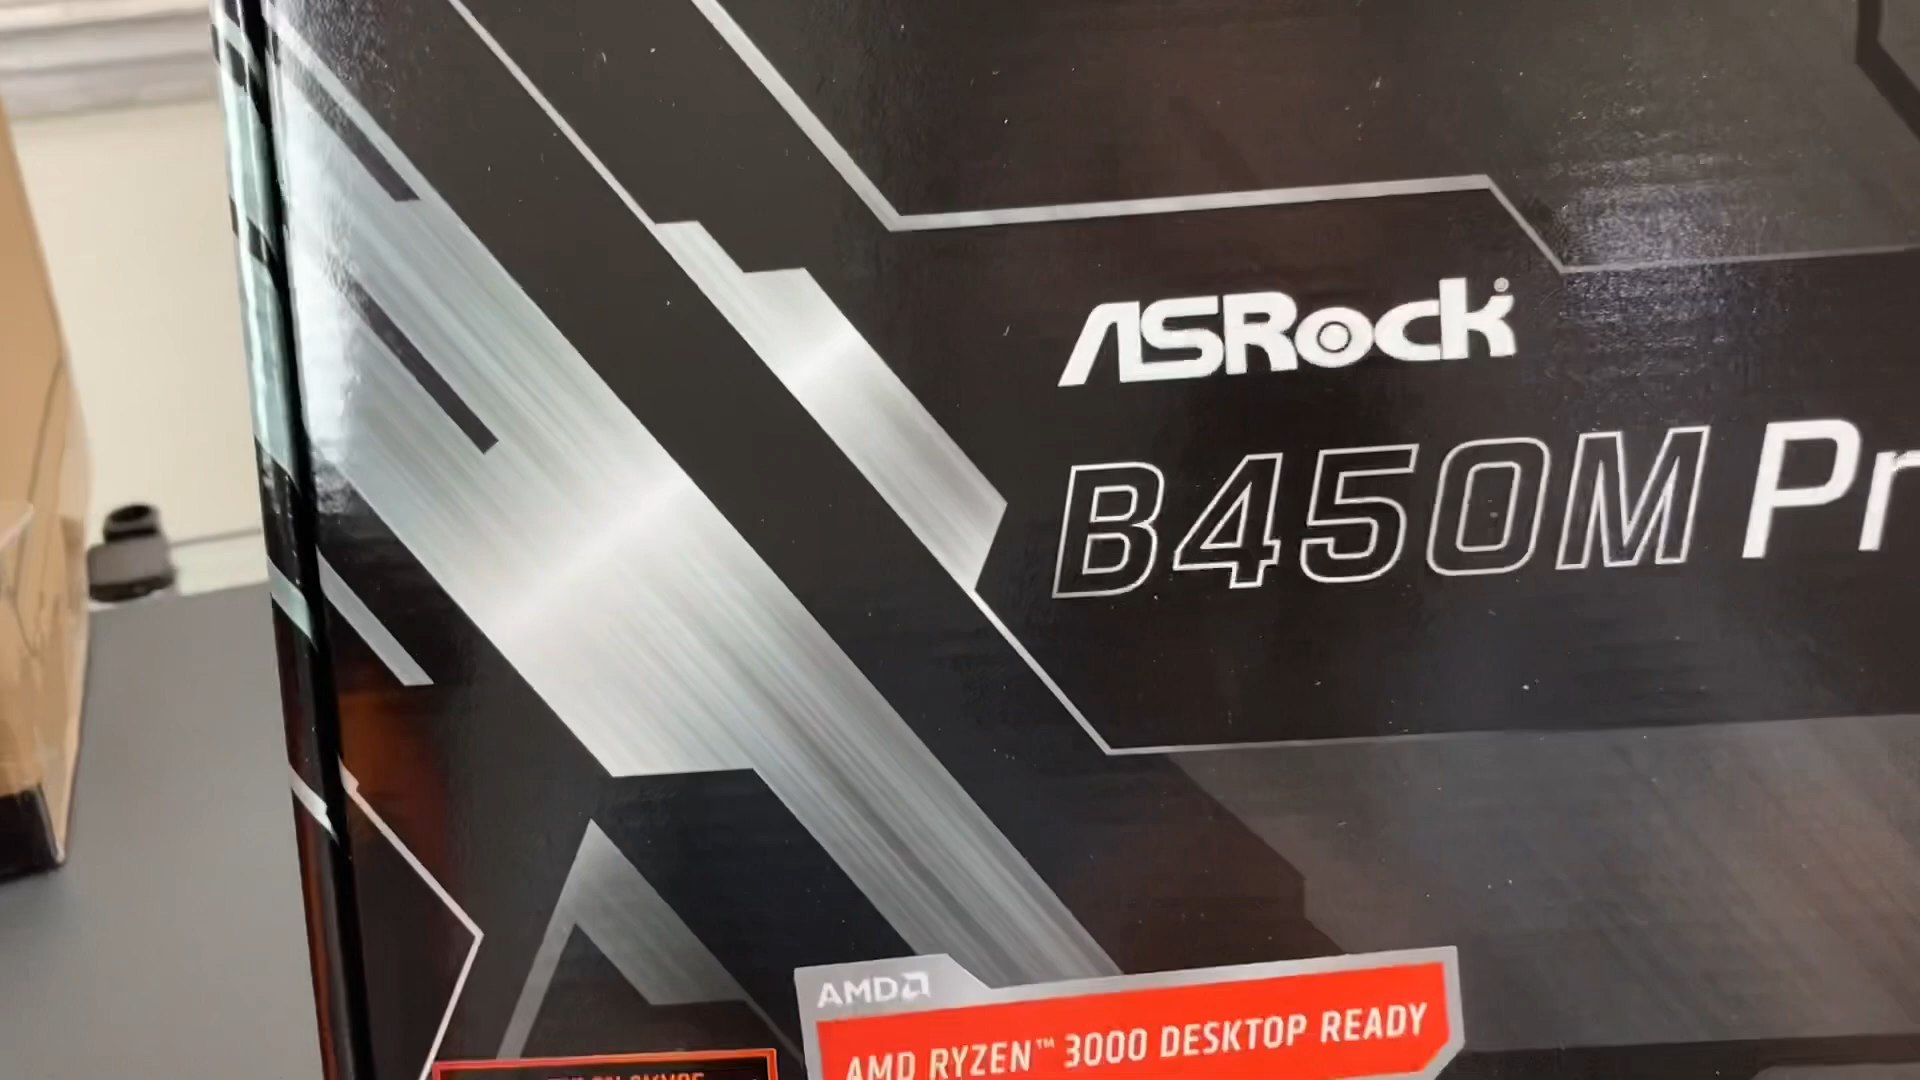 ASRock®
B450M Pr
AMD
AMD RYZEN™ 3000 DESKTOP READY